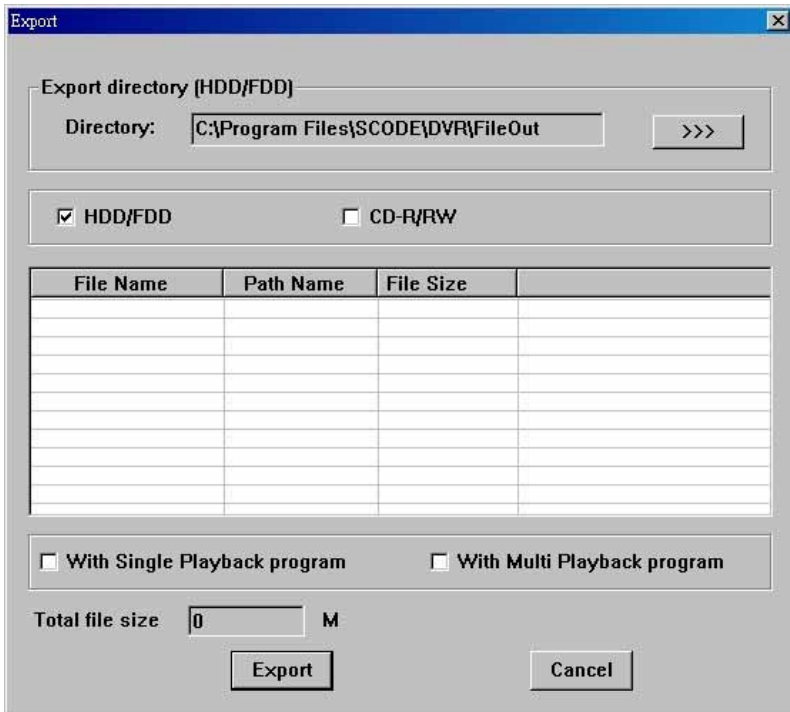 Export
Export directory (HDD/FDD)
Directory: C:\Program Files\SCODE\DVR\FileOut >>>
HDD/FDD CD-R/RW
File Name Path Name File Size
With Single Playback program With Multi Playback program
Total file size 0 M
Export Cancel